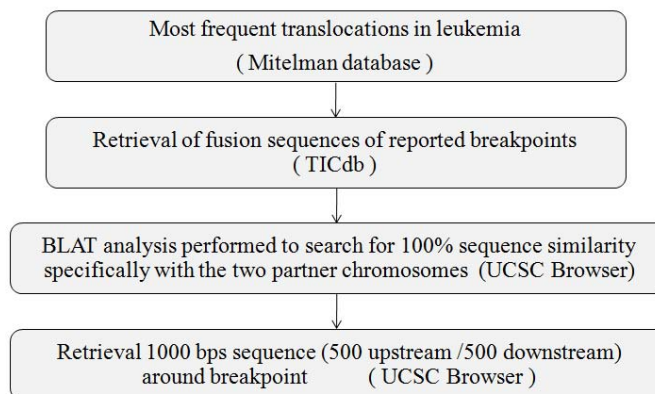 Most frequent translocations in leukemia
( Mitelman database )
Retrieval of fusion sequences of reported breakpoints
( TICdb )
BLAT analysis performed to search for 100% sequence similarity
specifically with the two partner chromosomes (UCSC Browser)
Retrieval 1000 bps sequence (500 upstream /500 downstream)
around breakpoint ( UCSC Browser )